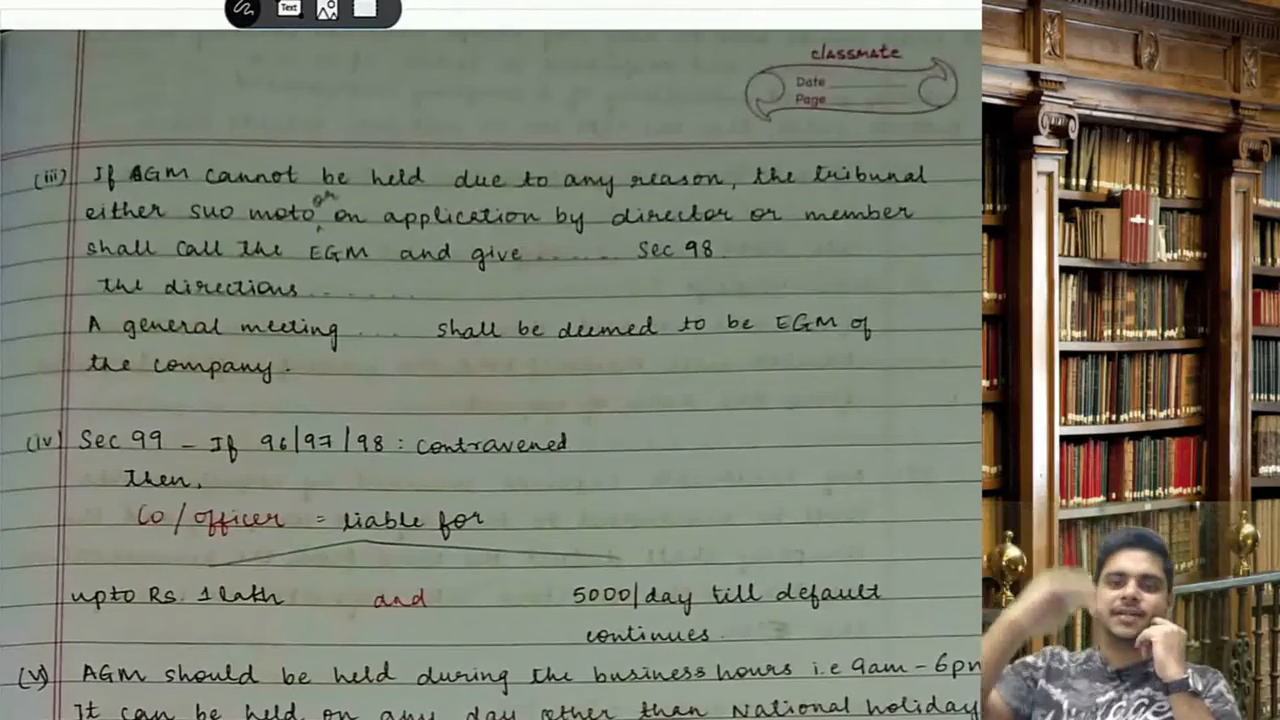 Text
classmate
Date
Page
(iii) If AGM cannot be held due to any reason, the tribunal
either suo moto or on application by director or member
shall call the EGM and give ........ Sec 98
the directions.......
A general meeting .... shall be deemed to be EGM of
the company.
(iv) Sec 99 - If 96/97/98 : contravened
Then,
Co/officer = liable for
upto Rs. 1 lakh and 5000/day till default
continues.
(v) AGM should be held during the business hours i.e 9am - 6pm
It can be held on any day other than National holiday